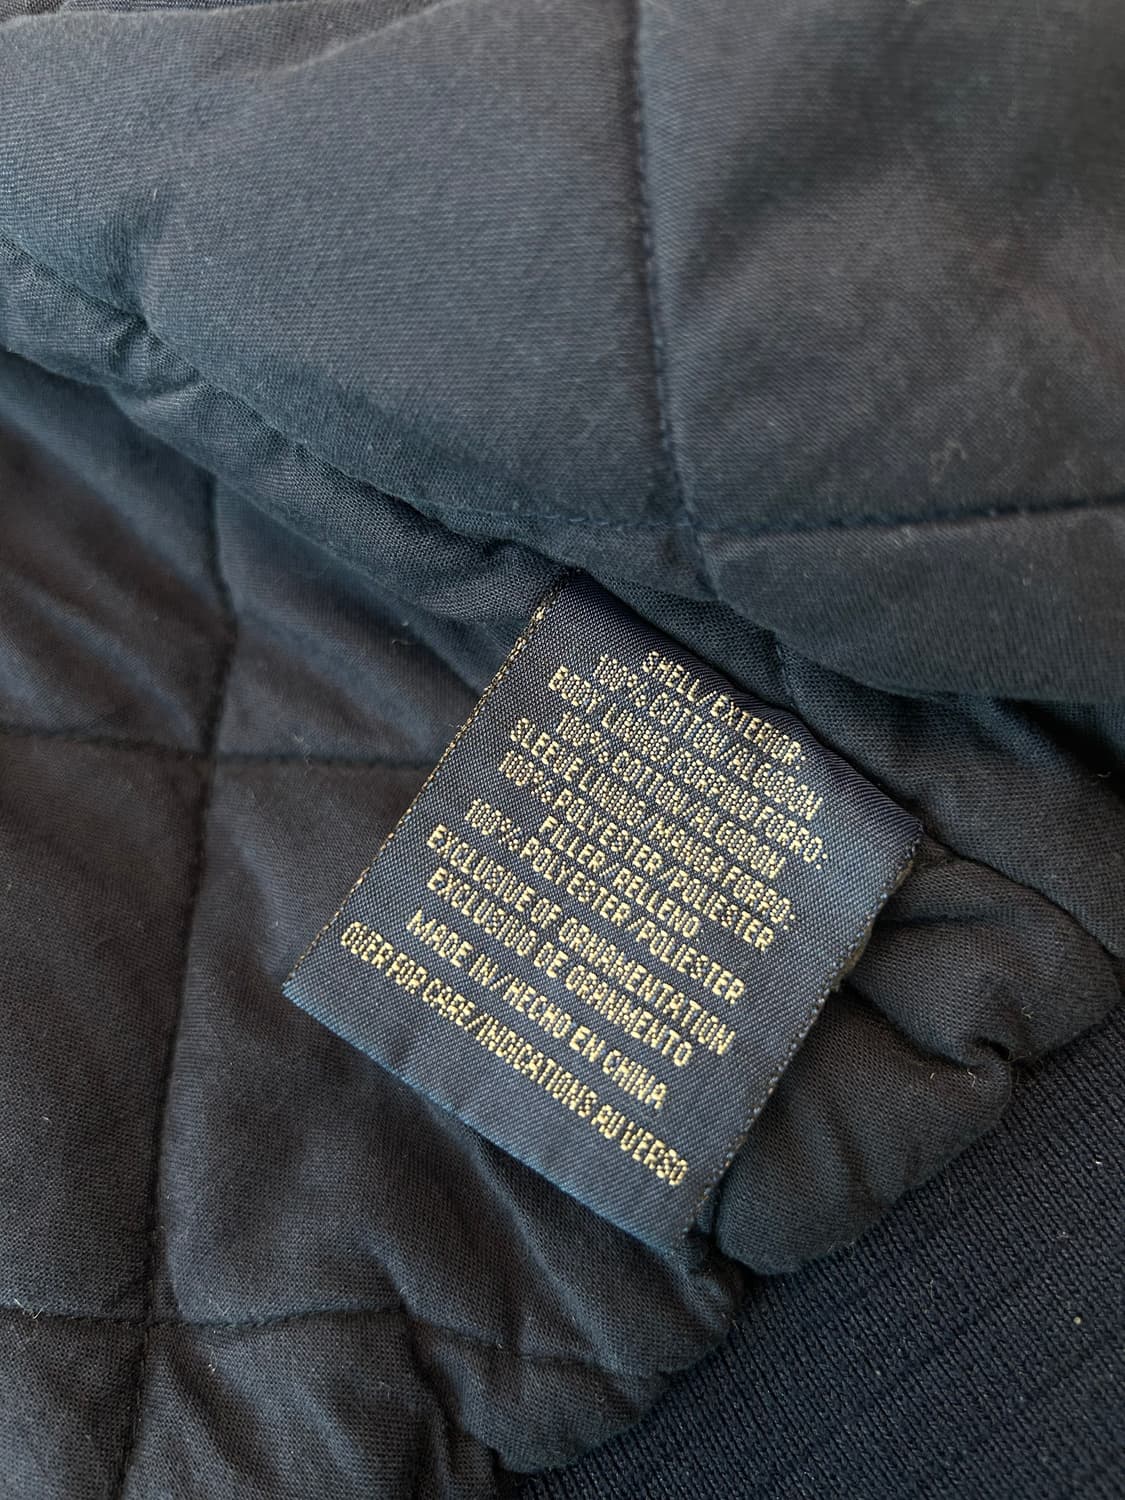 SHELL/EXTERIOR:
100% COTTON/ALGODON
BODY LINING/CORPIÑO FORRO:
100% COTTON/ALGODON
SLEEVE LINING/MANGA FORRO:
100% POLYESTER/POLIESTER
FILLER/RELLENO
100% POLYESTER/POLIESTER
EXCLUSIVE OF ORNAMENTATION
EXCLUSIVO DE ORNAMENTO
MADE IN/HECHO EN CHINA
OVER FOR CARE/INDICATIONS AU VERSO